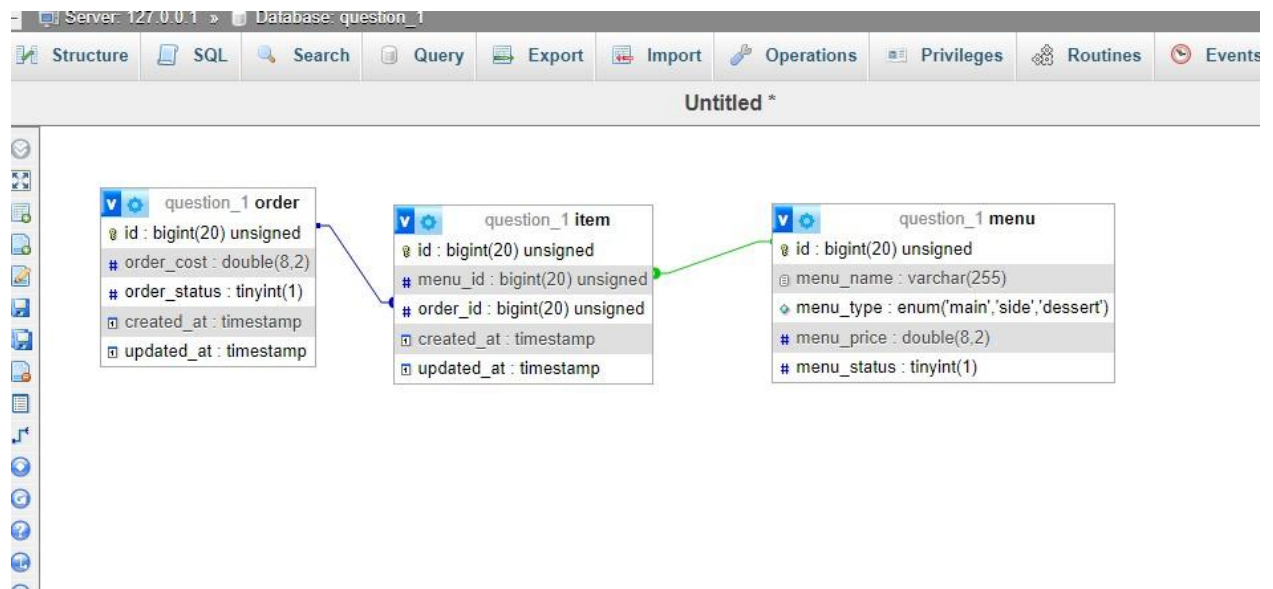 Server: 127.0.0.1 » Database: question_1
Structure SQL Search Query Export Import Operations Privileges Routines Events
Untitled *
question_1 order
id : bigint(20) unsigned
order_cost : double(8,2)
order_status : tinyint(1)
created_at : timestamp
updated_at : timestamp
question_1 item
id : bigint(20) unsigned
menu_id : bigint(20) unsigned
order_id : bigint(20) unsigned
created_at : timestamp
updated_at : timestamp
question_1 menu
id : bigint(20) unsigned
menu_name : varchar(255)
menu_type : enum('main','side','dessert')
menu_price : double(8,2)
menu_status : tinyint(1)